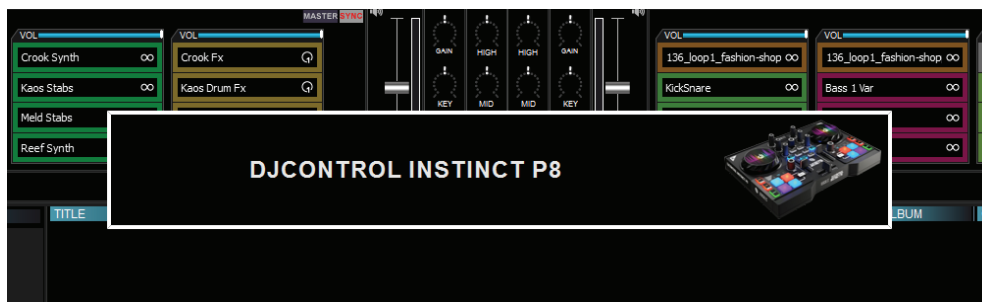 MASTER SYNC
VOL VOL VOL VOL
Crook Synth Crook Fx GAIN HIGH HIGH GAIN 136_loop1_fashion-shop 136_loop1_fashion-shop
Kaos Stabs Kaos Drum Fx KEY MID MID KEY KickSnare Bass 1 Var
Meld Stabs
Reef Synth
DJCONTROL INSTINCT P8
TITLE LBUM